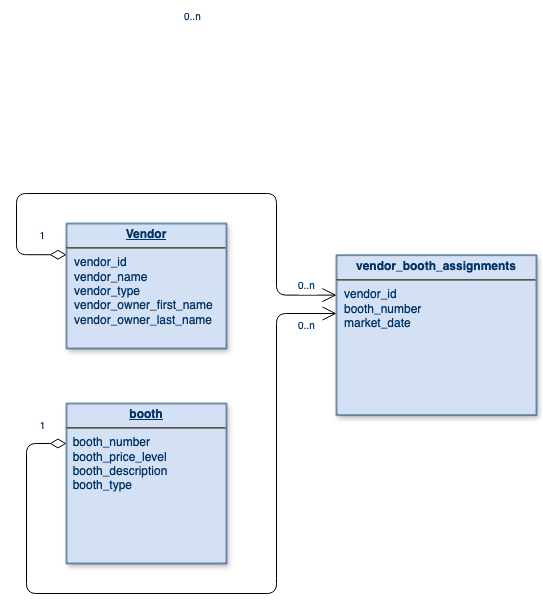 0..n
1
Vendor
vendor_id
vendor_name
vendor_type
vendor_owner_first_name
vendor_owner_last_name
vendor_booth_assignments
0..n
vendor_id
booth_number
market_date
0..n
1
booth
booth_number
booth_price_level
booth_description
booth_type